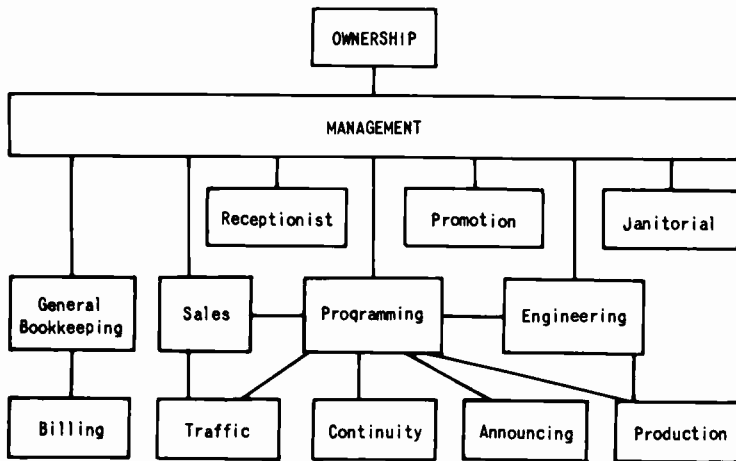 OWNERSHIP
MANAGEMENT
Receptionist
Promotion
Janitorial
General
Bookkeeping
Sales
Programming
Engineering
Billing
Traffic
Continuity
Announcing
Production